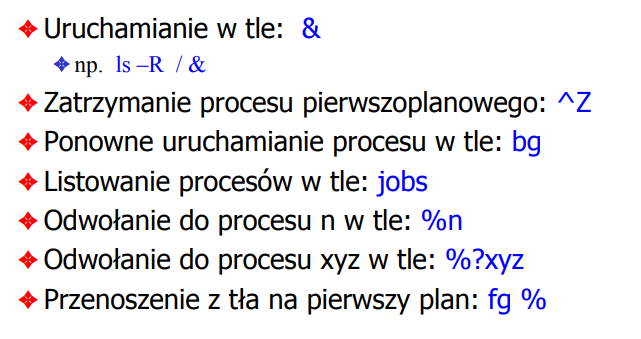 Uruchamianie w tle: &
np. ls –R / &
Zatrzymanie procesu pierwszoplanowego: ^Z
Ponowne uruchamianie procesu w tle: bg
Listowanie procesów w tle: jobs
Odwołanie do procesu n w tle: %n
Odwołanie do procesu xyz w tle: %?xyz
Przenoszenie z tła na pierwszy plan: fg %